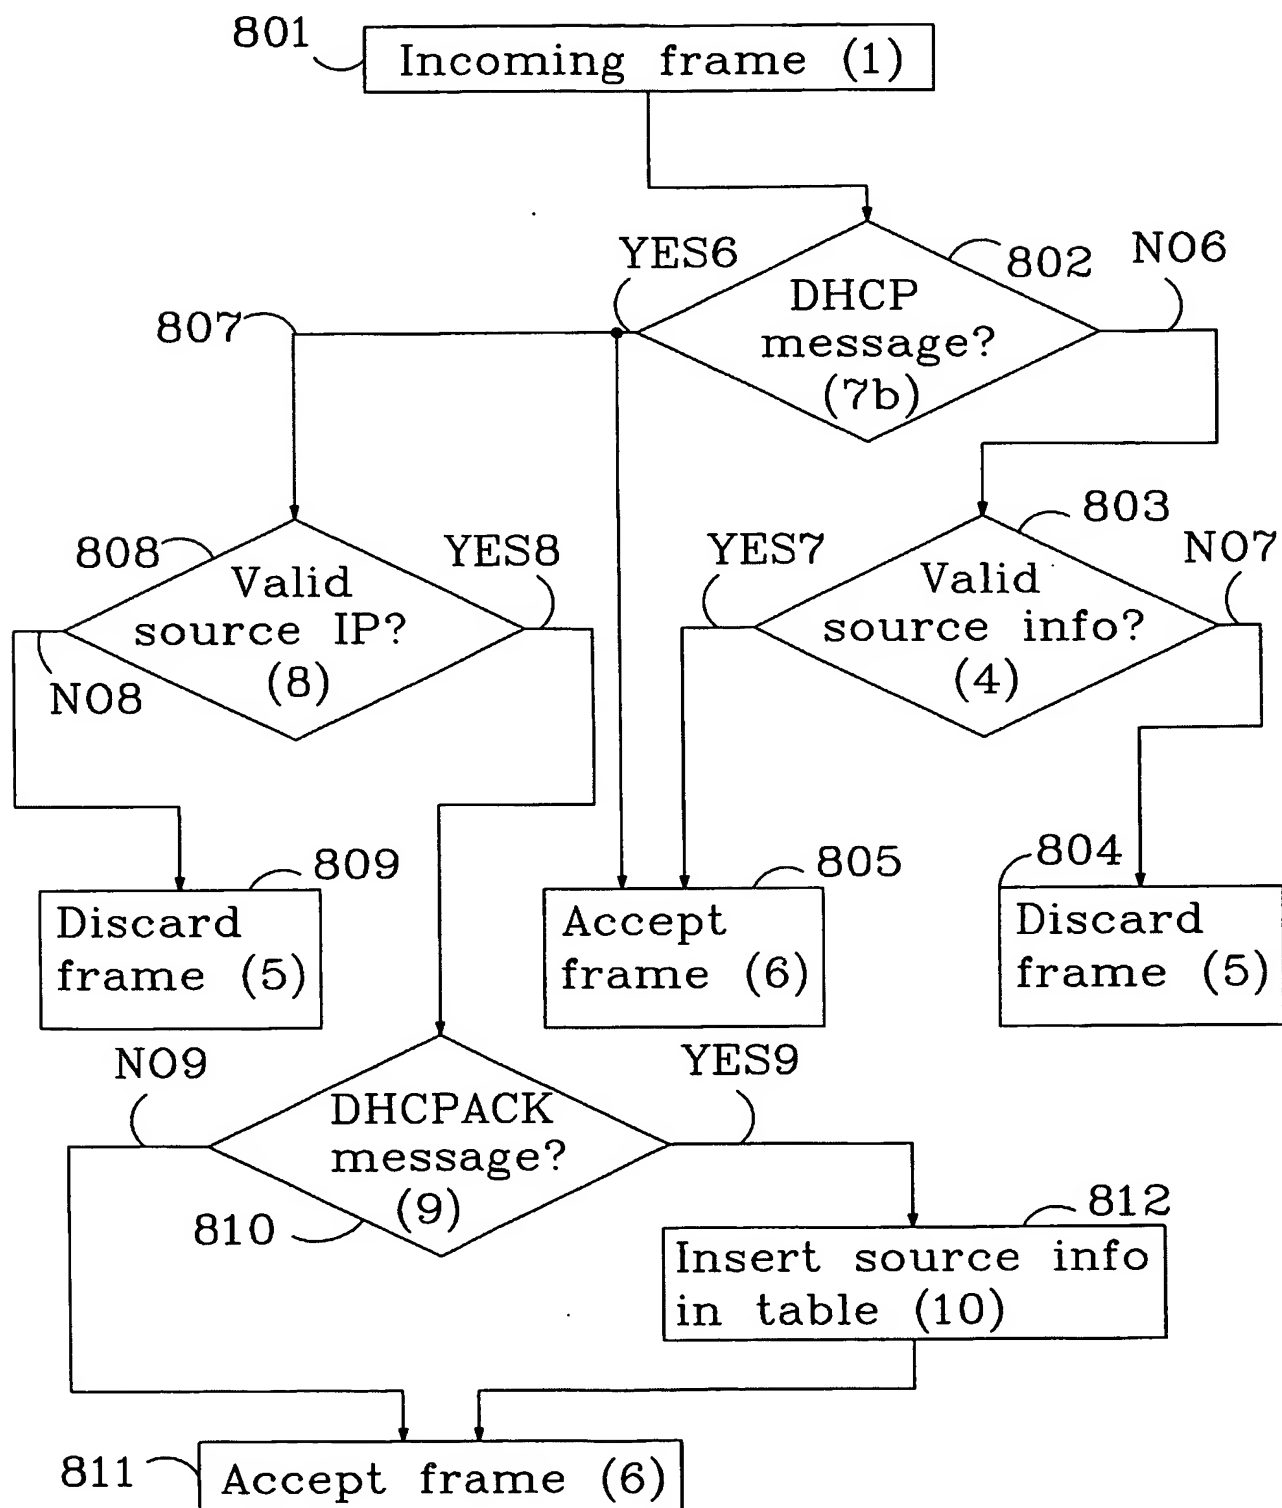 801
Incoming frame (1)
YES6
802
NO6
DHCP
message?
(7b)
807
808
YES8
Valid
source IP?
(8)
NO8
YES7
803
NO7
Valid
source info?
(4)
809
Discard
frame (5)
805
Accept
frame (6)
804
Discard
frame (5)
NO9
YES9
DHCPACK
message?
(9)
810
812
Insert source info
in table (10)
811
Accept frame (6)